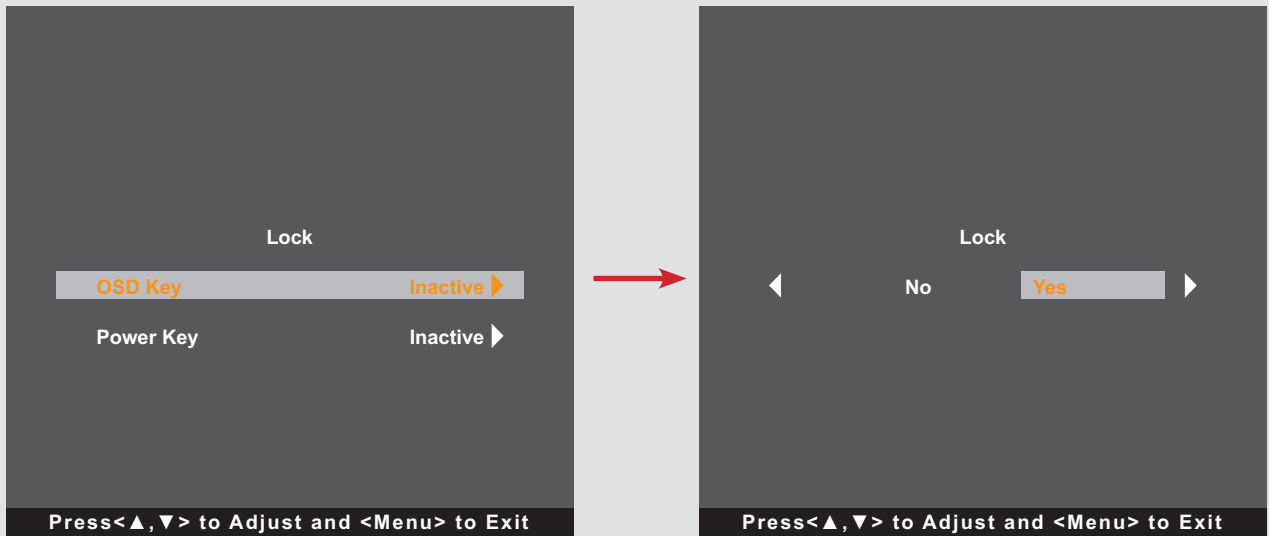 Lock
OSD Key Inactive
Power Key Inactive
Press<▲,▼> to Adjust and <Menu> to Exit
Lock
No Yes
Press<▲,▼> to Adjust and <Menu> to Exit